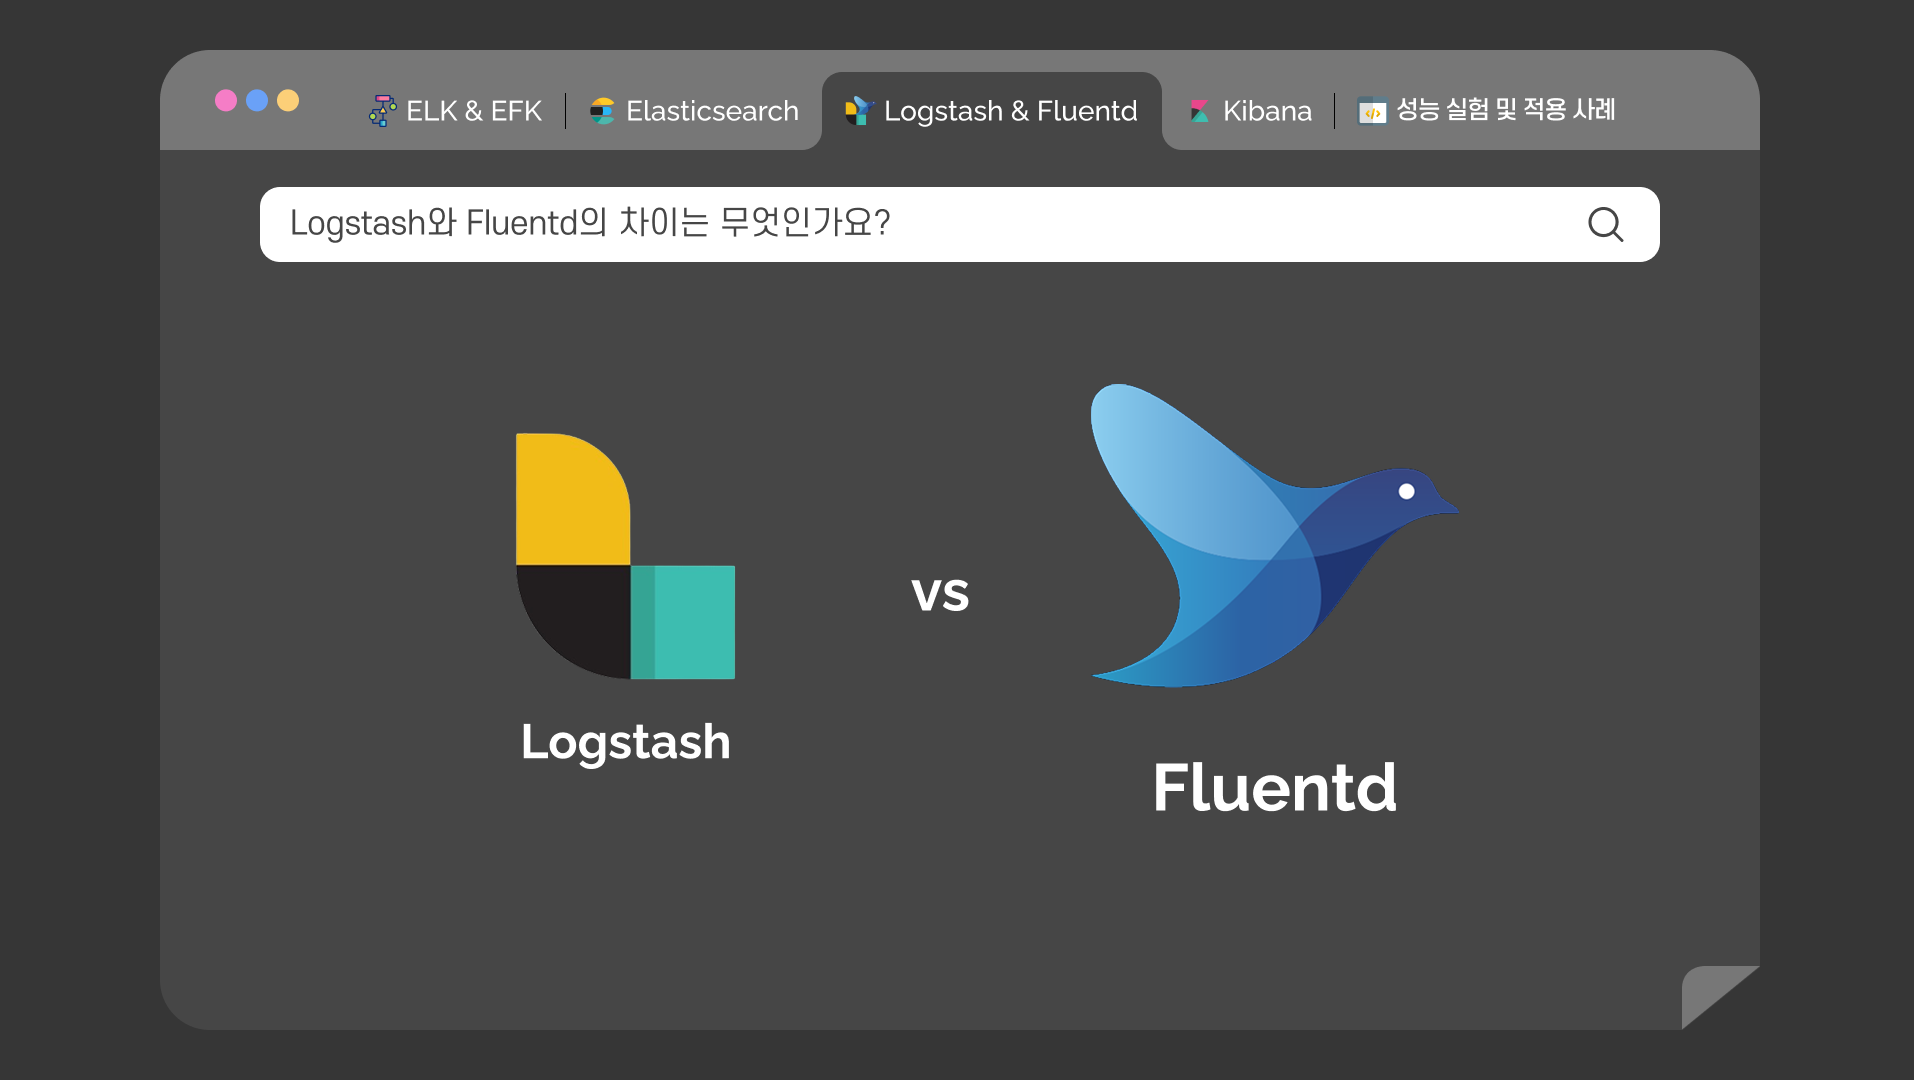 ELK & EFK
Elasticsearch
Logstash & Fluentd
Kibana
성능 실험 및 적용 사례
Logstash와 Fluentd의 차이는 무엇인가요?
vs
Logstash
Fluentd